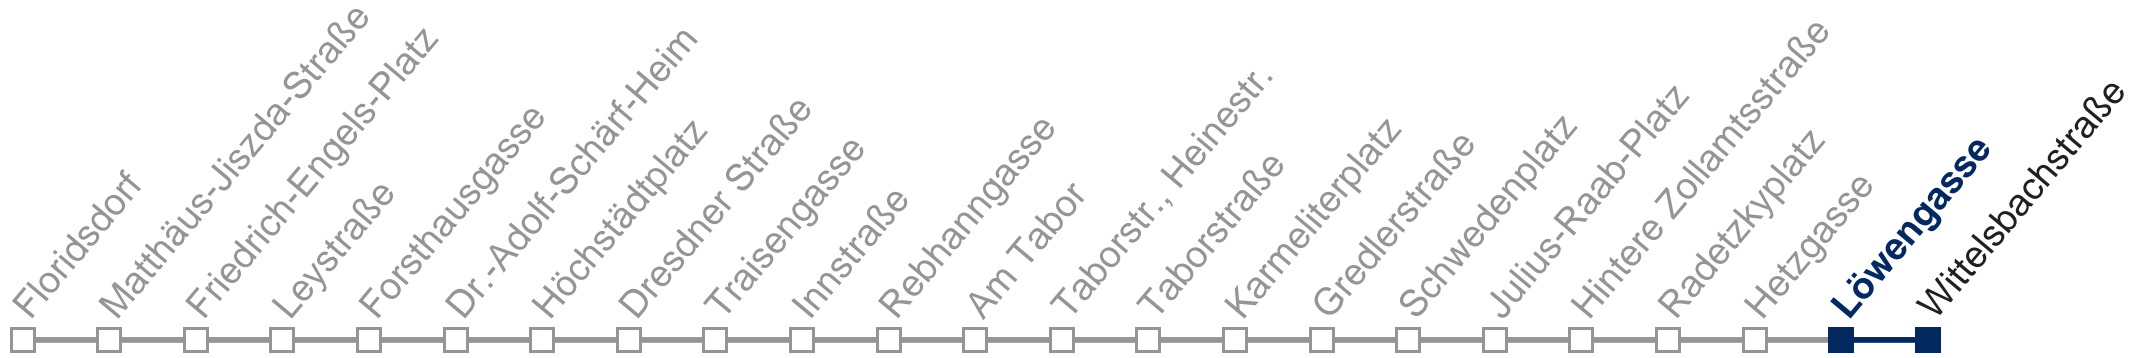 Floridsdorf
Matthäus-Jiszda-Straße
Friedrich-Engels-Platz
Leystraße
Forsthausgasse
Dr.-Adolf-Schärf-Heim
Höchstädtplatz
Dresdner Straße
Traisengasse
Innstraße
Rebhanngasse
Am Tabor
Taborstr., Heinestr.
Taborstraße
Karmeliterplatz
Gredlerstraße
Schwedenplatz
Julius-Raab-Platz
Hintere Zollamtsstraße
Radetzkyplatz
Hetzgasse
Löwengasse
Wittelsbachstraße